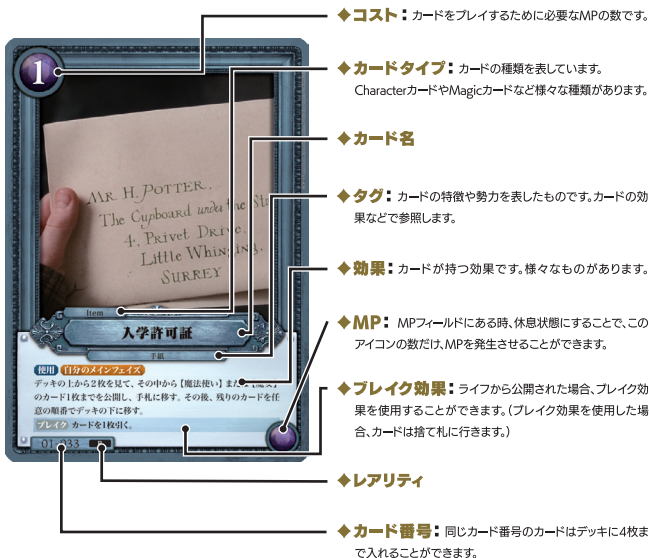 ◆コスト：カードをプレイするために必要なMPの数です。
1
◆カードタイプ：カードの種類を表しています。
CharacterカードやMagicカードなど様々な種類があります。
◆カード名
MR. H. POTTER,
The Cupboard under the
4, Privet Drive,
Little Whinging,
SURREY
◆タグ：カードの特徴や勢力を表したものです。カードの効
果などで参照します。
◆効果：カードが持つ効果です。様々なものがあります。
Item
入学許可証
手紙
◆MP：MPフィールドにある時、休息状態にすることで、この
アイコンの数だけ、MPを発生させることができます。
使用 自分のメインフェイズ
デッキの上から2枚を見て、その中から【魔法使い】または【魔女】
のカード1枚までを公開し、手札に移す。その後、残りのカードを任
意の順番でデッキの下に移す。
ブレイク カードを1枚引く。
01-033
◆ブレイク効果：ライフから公開された場合、ブレイク効
果を使用することができます。（ブレイク効果を使用した場
合、カードは捨て札に行きます。）
◆レアリティ
◆カード番号：同じカード番号のカードはデッキに4枚ま
で入れることができます。